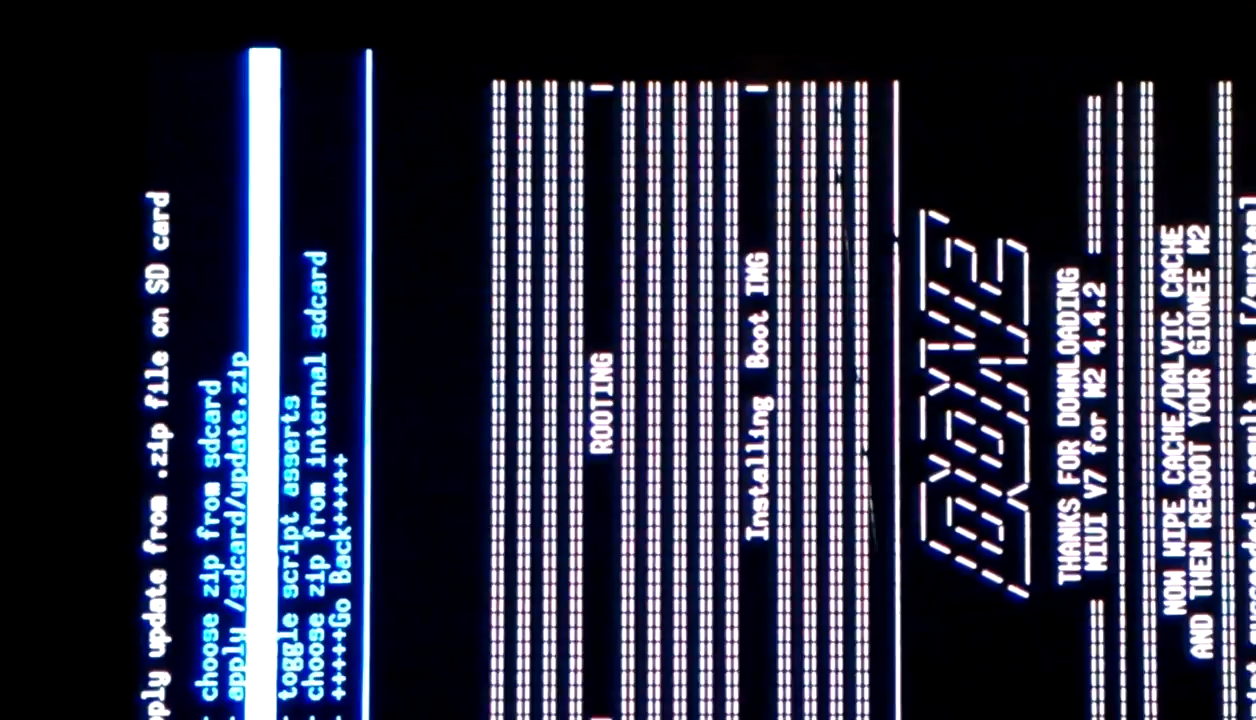 apply update from .zip file on SD card
- choose zip from sdcard
- apply /sdcard/update.zip
- toggle script asserts
- choose zip from internal sdcard
- +++++Go Back+++++
ROOTING
Installing Boot IMG
DONE
THANKS FOR DOWNLOADING
MIUI V7 for M2 4.4.2
NOW WIPE CACHE/DALVIC CACHE
AND THEN REBOOT YOUR GIONEE M2